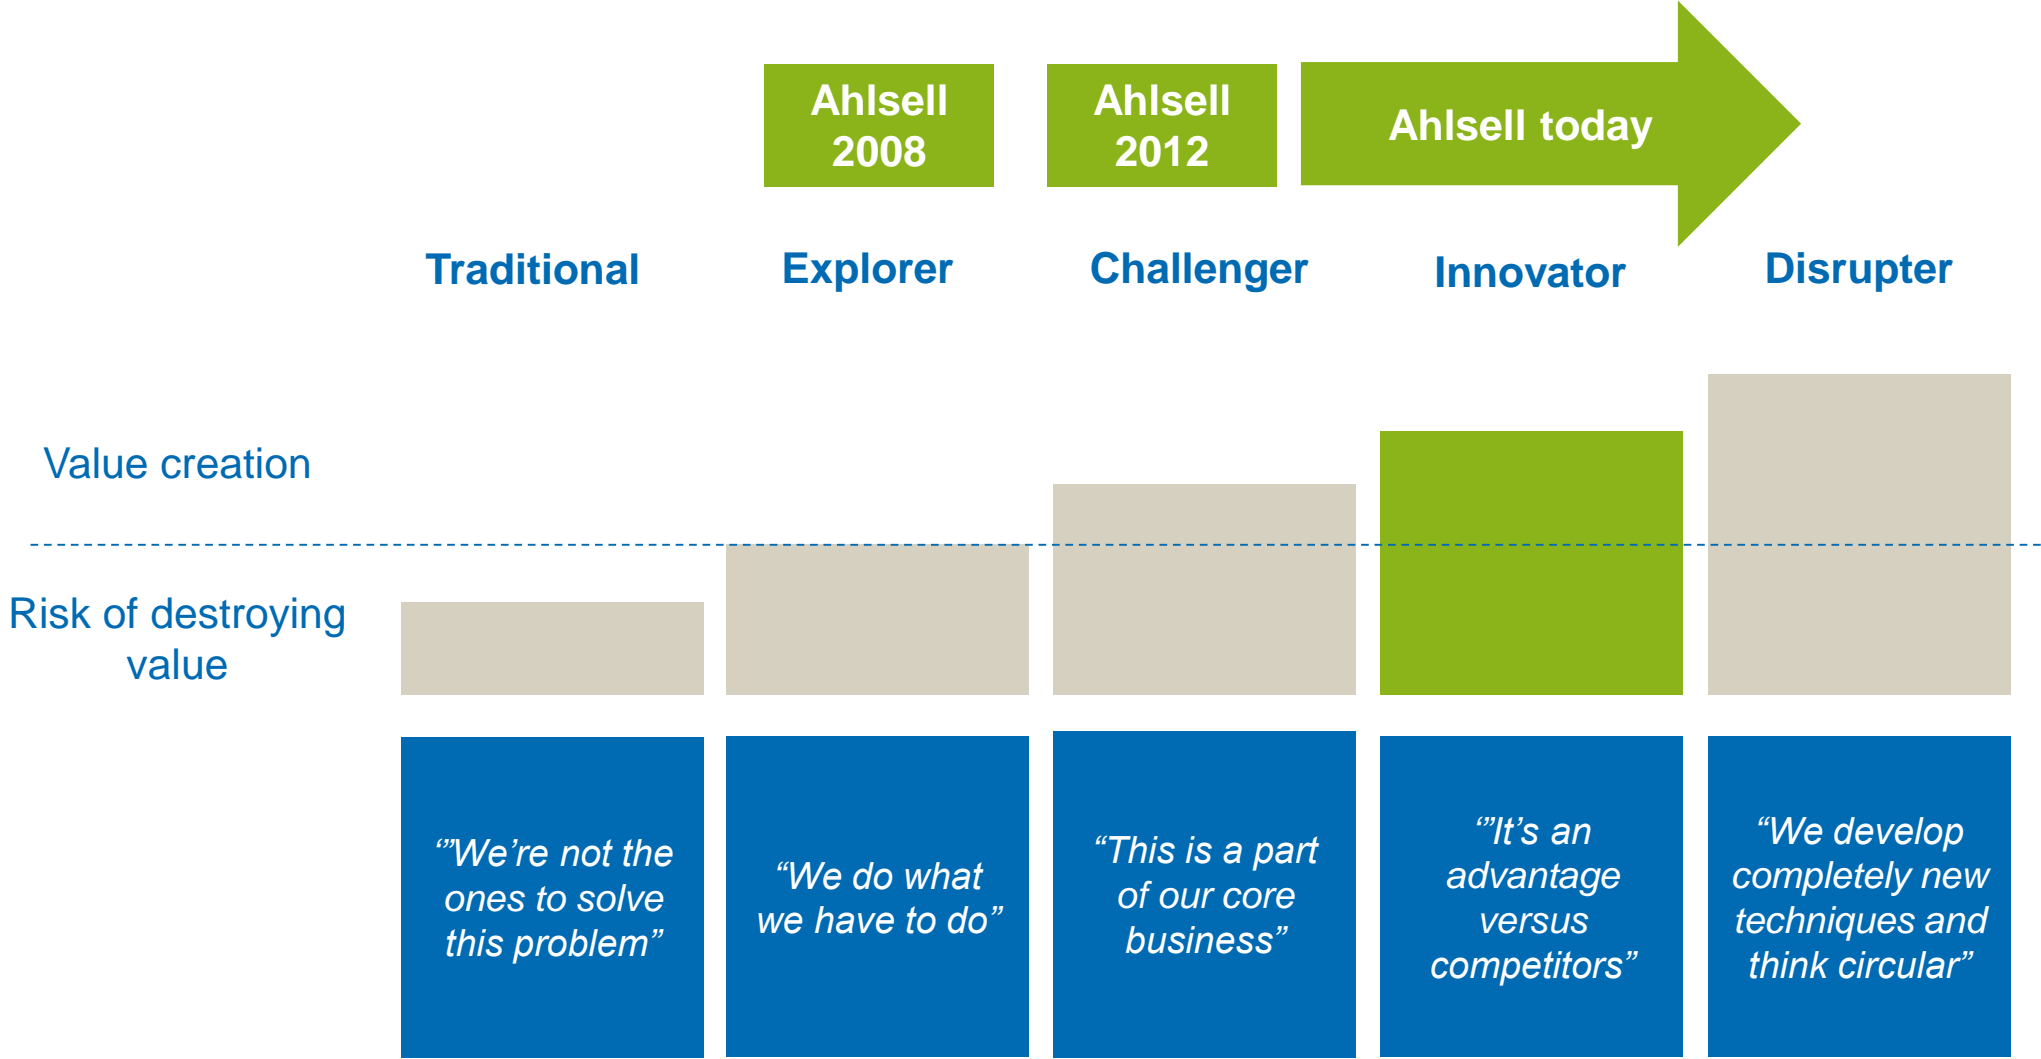 Ahlsell
2008
Ahlsell
2012
Ahlsell today
Traditional
Explorer
Challenger
Innovator
Disrupter
Value creation
Risk of destroying
value
“”We’re not the
ones to solve
this problem”
“We do what
we have to do”
“This is a part
of our core
business”
“”It’s an
advantage
versus
competitors”
“We develop
completely new
techniques and
think circular”